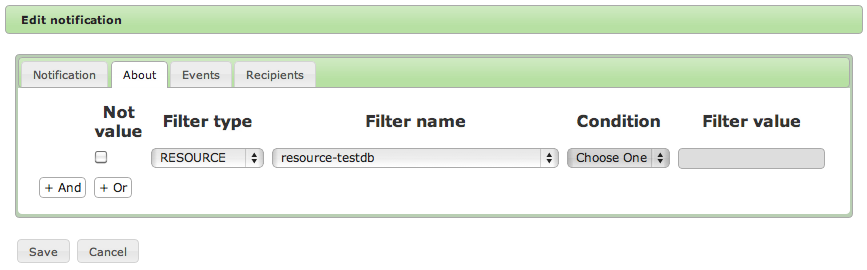 Edit notification
Notification About Events Recipients
Not value Filter type Filter name Condition Filter value
RESOURCE resource-testdb Choose One
+ And + Or
Save Cancel